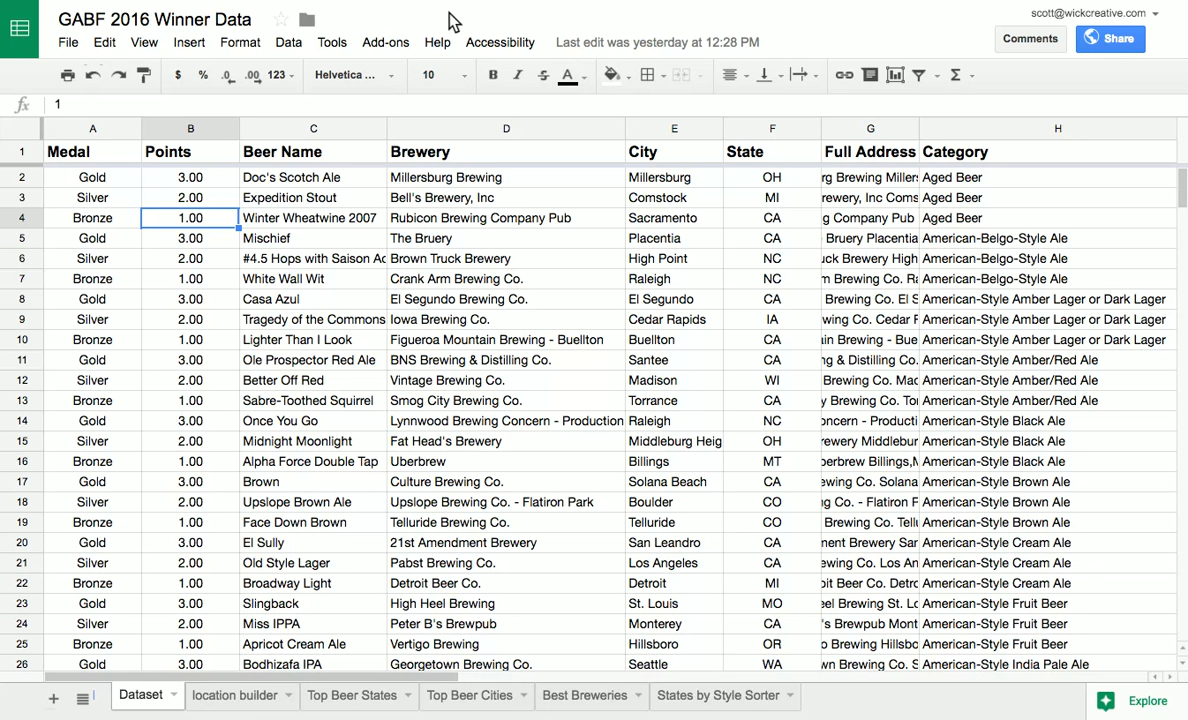 GABF 2016 Winner Data
scott@wickcreative.com
File Edit View Insert Format Data Tools Add-ons Help Accessibility Last edit was yesterday at 12:28 PM
Comments Share
$ % .0 .00 123 Helvetica ... 10 B I S A Σ
fx 1
A B C D E F G H
1 Medal Points Beer Name Brewery City State Full Address Category
2 Gold 3.00 Doc's Scotch Ale Millersburg Brewing Millersburg OH rg Brewing Millers Aged Beer
3 Silver 2.00 Expedition Stout Bell's Brewery, Inc Comstock MI rewery, Inc Coms Aged Beer
4 Bronze 1.00 Winter Wheatwine 2007 Rubicon Brewing Company Pub Sacramento CA g Company Pub Aged Beer
5 Gold 3.00 Mischief The Bruery Placentia CA Bruery Placentia American-Belgo-Style Ale
6 Silver 2.00 #4.5 Hops with Saison Ac Brown Truck Brewery High Point NC uck Brewery High American-Belgo-Style Ale
7 Bronze 1.00 White Wall Wit Crank Arm Brewing Co. Raleigh NC m Brewing Co. Ra American-Belgo-Style Ale
8 Gold 3.00 Casa Azul El Segundo Brewing Co. El Segundo CA Brewing Co. El S American-Style Amber Lager or Dark Lager
9 Silver 2.00 Tragedy of the Commons Iowa Brewing Co. Cedar Rapids IA wing Co. Cedar F American-Style Amber Lager or Dark Lager
10 Bronze 1.00 Lighter Than I Look Figueroa Mountain Brewing - Buellton Buellton CA ain Brewing - Bue American-Style Amber Lager or Dark Lager
11 Gold 3.00 Ole Prospector Red Ale BNS Brewing & Distilling Co. Santee CA ng & Distilling Co. American-Style Amber/Red Ale
12 Silver 2.00 Better Off Red Vintage Brewing Co. Madison WI Brewing Co. Mad American-Style Amber/Red Ale
13 Bronze 1.00 Sabre-Toothed Squirrel Smog City Brewing Co. Torrance CA y Brewing Co. Tor American-Style Amber/Red Ale
14 Gold 3.00 Once You Go Lynnwood Brewing Concern - Production Raleigh NC oncern - Producti American-Style Black Ale
15 Silver 2.00 Midnight Moonlight Fat Head's Brewery Middleburg Heig OH rewery Middlebur American-Style Black Ale
16 Bronze 1.00 Alpha Force Double Tap Uberbrew Billings MT berbrew Billings,M American-Style Black Ale
17 Gold 3.00 Brown Culture Brewing Co. Solana Beach CA ewing Co. Solana American-Style Brown Ale
18 Silver 2.00 Upslope Brown Ale Upslope Brewing Co. - Flatiron Park Boulder CO ng Co. - Flatiron F American-Style Brown Ale
19 Bronze 1.00 Face Down Brown Telluride Brewing Co. Telluride CO Brewing Co. Tellu American-Style Brown Ale
20 Gold 3.00 El Sully 21st Amendment Brewery San Leandro CA ment Brewery Sar American-Style Cream Ale
21 Silver 2.00 Old Style Lager Pabst Brewing Co. Los Angeles CA ewing Co. Los An American-Style Cream Ale
22 Bronze 1.00 Broadway Light Detroit Beer Co. Detroit MI oit Beer Co. Detro American-Style Cream Ale
23 Gold 3.00 Slingback High Heel Brewing St. Louis MO eel Brewing St. Lo American-Style Fruit Beer
24 Silver 2.00 Miss IPPA Peter B's Brewpub Monterey CA 's Brewpub Mont American-Style Fruit Beer
25 Bronze 1.00 Apricot Cream Ale Vertigo Brewing Hillsboro OR o Brewing Hillsbo American-Style Fruit Beer
26 Gold 3.00 Bodhizafa IPA Georgetown Brewing Co. Seattle WA wn Brewing Co. S American-Style India Pale Ale
+ Dataset location builder Top Beer States Top Beer Cities Best Breweries States by Style Sorter Explore